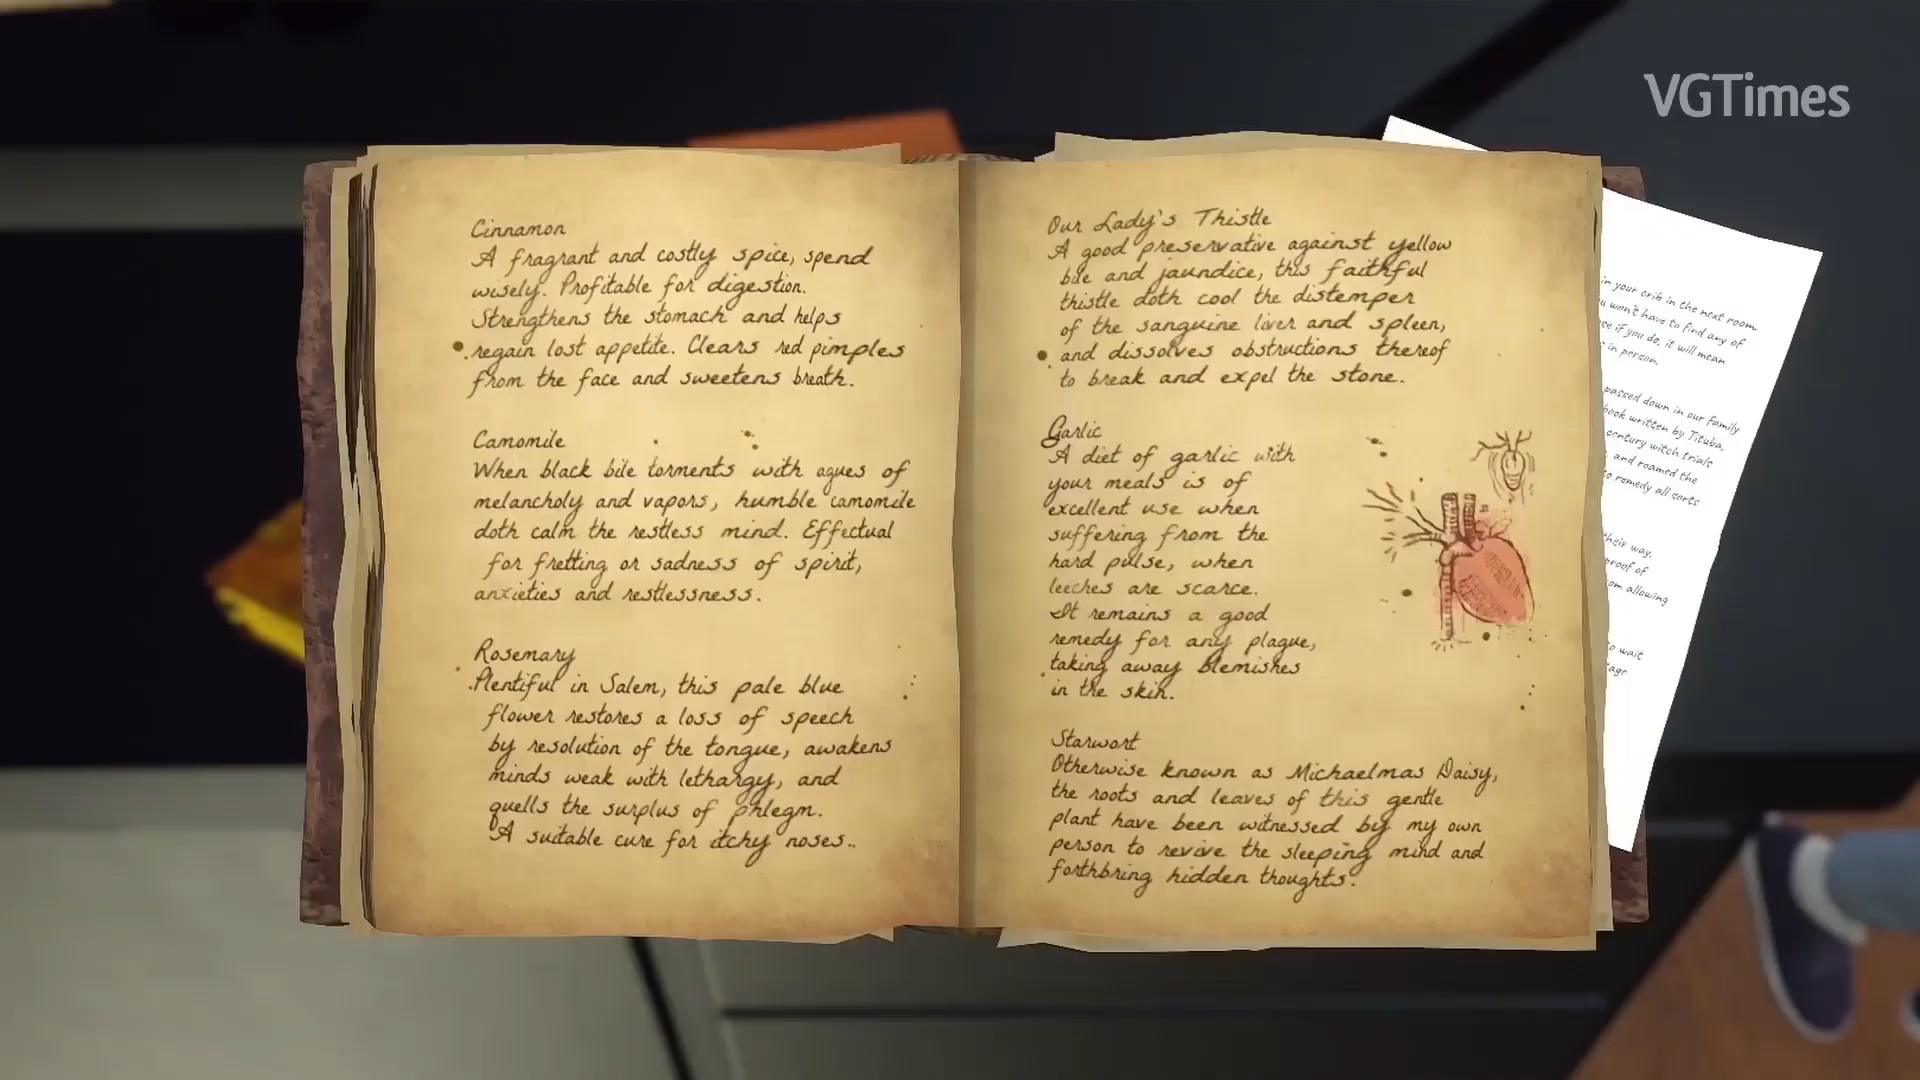 VGTimes
Cinnamon
A fragrant and costly spice, spend
wisely. Profitable for digestion.
Strengthens the stomach and helps
regain lost appetite. Clears red pimples
from the face and sweetens breath.
Camomile
When black bile torments with agues of
melancholy and vapors, humble camomile
doth calm the restless mind. Effectual
for fretting or sadness of spirit,
anxieties and restlessness.
Rosemary
Plentiful in Salem, this pale blue
flower restores a loss of speech
by resolution of the tongue, awakens
minds weak with lethargy, and
quells the surplus of phlegm.
A suitable cure for itchy noses..
Our Lady's Thistle
A good preservative against yellow
bile and jaundice, this faithful
thistle doth cool the distemper
of the sanguine liver and spleen,
and dissolves obstructions thereof
to break and expel the stone.
Garlic
A diet of garlic with
your meals is of
excellent use when
suffering from the
hard pulse, when
leeches are scarce.
It remains a good
remedy for any plague,
taking away blemishes
in the skin.
Starwort
Otherwise known as Michaelmas Daisy,
the roots and leaves of this gentle
plant have been witnessed by my own
person to revive the sleeping mind and
forthbring hidden thoughts.
in your crib in the next room
won't have to find any of
if you do, it will mean
in person.
passed down in our family
book written by Tituba,
century witch trials
and roamed the
to remedy all sorts
their way.
proof of
allowing
to wait